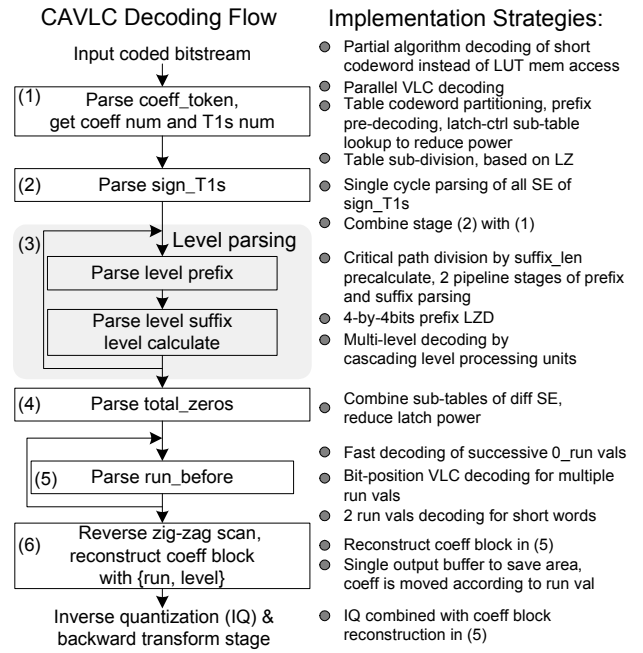 CAVLC Decoding Flow
Input coded bitstream
(1)
Parse coeff_token,
get coeff num and T1s num
(2)
Parse sign_T1s
(3)
Level parsing
Parse level prefix
Parse level suffix
level calculate
(4)
Parse total_zeros
(5)
Parse run_before
(6)
Reverse zig-zag scan,
reconstruct coeff block
with {run, level}
Inverse quantization (IQ) &
backward transform stage
Implementation Strategies:
Partial algorithm decoding of short
codeword instead of LUT mem access
Parallel VLC decoding
Table codeword partitioning, prefix
pre-decoding, latch-ctrl sub-table
lookup to reduce power
Table sub-division, based on LZ
Single cycle parsing of all SE of
sign_T1s
Combine stage (2) with (1)
Critical path division by suffix_len
precalculate, 2 pipeline stages of prefix
and suffix parsing
4-by-4bits prefix LZD
Multi-level decoding by
cascading level processing units
Combine sub-tables of diff SE,
reduce latch power
Fast decoding of successive 0_run vals
Bit-position VLC decoding for multiple
run vals
2 run vals decoding for short words
Reconstruct coeff block in (5)
Single output buffer to save area,
coeff is moved according to run val
IQ combined with coeff block
reconstruction in (5)